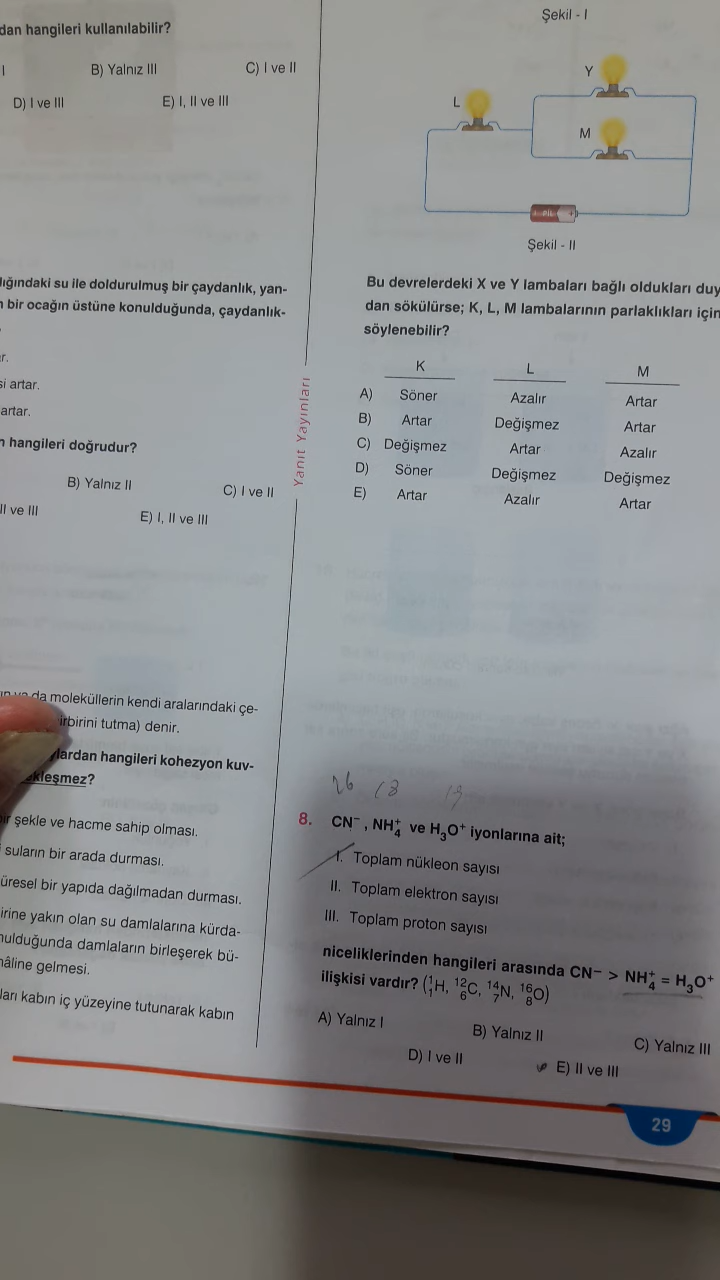 dan hangileri kullanılabilir?
I B) Yalnız III C) I ve II
D) I ve III E) I, II ve III
lığındaki su ile doldurulmuş bir çaydanlık, yan-
bir ocağın üstüne konulduğunda, çaydanlık-
r.
si artar.
artar.
hangileri doğrudur?
B) Yalnız II C) I ve II
II ve III E) I, II ve III
da moleküllerin kendi aralarındaki çe-
irbirini tutma) denir.
lardan hangileri kohezyon kuv-
kleşmez?
ir şekle ve hacme sahip olması.
suların bir arada durması.
üresel bir yapıda dağılmadan durması.
irine yakın olan su damlalarına kürda-
nulduğunda damlaların birleşerek bü-
hâline gelmesi.
ları kabın iç yüzeyine tutunarak kabın
Yanıt Yayınları
Şekil - I
Y
L
M
- PİL +
Şekil - II
Bu devrelerdeki X ve Y lambaları bağlı oldukları duy
dan sökülürse; K, L, M lambalarının parlaklıkları için
söylenebilir?
K L M
A) Söner Azalır Artar
B) Artar Değişmez Artar
C) Değişmez Artar Azalır
D) Söner Değişmez Değişmez
E) Artar Azalır Artar
26 18 19
8. CN⁻, NH₄⁺ ve H₃O⁺ iyonlarına ait;
I. Toplam nükleon sayısı
II. Toplam elektron sayısı
III. Toplam proton sayısı
niceliklerinden hangileri arasında CN⁻ > NH₄⁺ = H₃O⁺
ilişkisi vardır? (¹₁H, ¹²₆C, ¹⁴₇N, ¹⁶₈O)
A) Yalnız I B) Yalnız II C) Yalnız III
D) I ve II E) II ve III
29